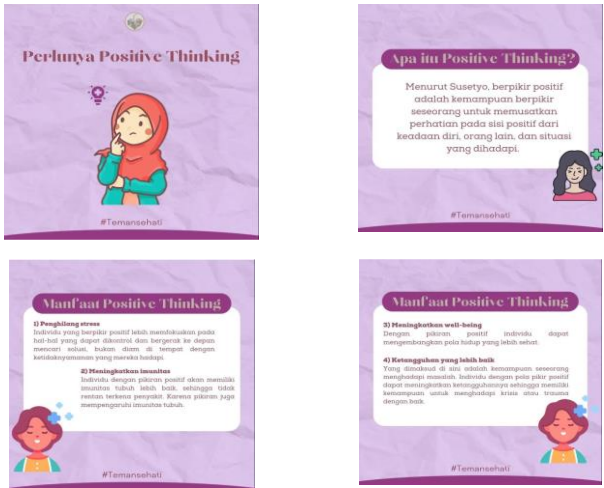 Perlunya Positive Thinking
#Temansehati
Apa itu Positive Thinking?
Menurut Susetyo, berpikir positif
adalah kemampuan berpikir
seseorang untuk memusatkan
perhatian pada sisi positif dari
keadaan diri, orang lain, dan situasi
yang dihadapi.
#Temansehati
Manfaat Positive Thinking
1) Penghilang stress
Individu yang berpikir positif lebih memfokuskan pada
hal-hal yang dapat dikontrol dan bergerak ke depan
mencari solusi, bukan diam di tempat dengan
ketidaknyamanan yang mereka hadapi.
2) Meningkatkan imunitas
Individu dengan pikiran positif akan memiliki
imunitas tubuh lebih baik, sehingga tidak
rentan terkena penyakit. Karena pikiran juga
mempengaruhi imunitas tubuh.
#Temansehati
Manfaat Positive Thinking
3) Meningkatkan well-being
Dengan pikiran positif individu dapat
mengembangkan pola hidup yang lebih sehat.
4) Ketangguhan yang lebih baik
Yang dimaksud di sini adalah kemampuan seseorang
menghadapi masalah. Individu dengan pola pikir positif
dapat meningkatkan ketangguhannya sehingga memiliki
kemampuan untuk menghadapi krisis atau trauma
dengan baik.
#Temansehati